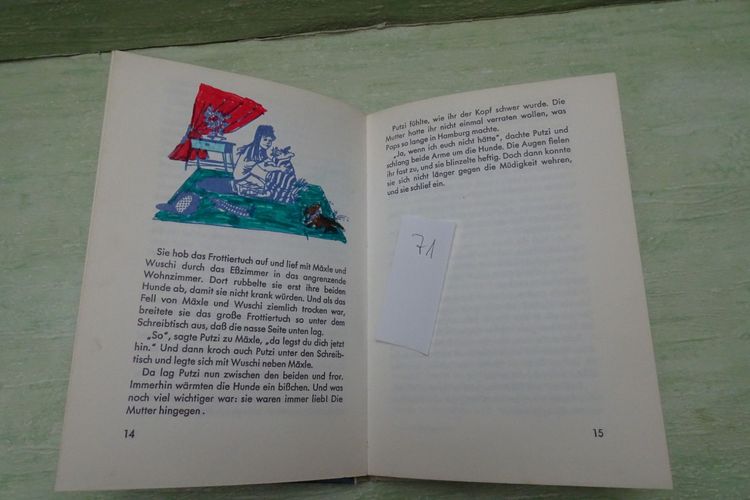 Sie hob das Frottiertuch auf und lief mit Mäxle und
Wuschi durch das Eßzimmer in das angrenzende
Wohnzimmer. Dort rubbelte sie erst ihre beiden
Hunde ab, damit sie nicht krank würden. Und als das
Fell von Mäxle und Wuschi ziemlich trocken war,
breitete sie das große Frottiertuch so unter dem
Schreibtisch aus, daß die nasse Seite unten lag.
„So“, sagte Putzi zu Mäxle, „da legst du dich jetzt
hin.“ Und dann kroch auch Putzi unter den Schreib-
tisch und legte sich mit Wuschi neben Mäxle.
Da lag Putzi nun zwischen den beiden und fror.
Immerhin wärmten die Hunde ein bißchen. Und was
noch viel wichtiger war: sie waren immer lieb! Die
Mutter hingegen .
14
Putzi fühlte, wie ihr der Kopf schwer wurde. Die
Mutter hatte ihr nicht einmal verraten wollen, was
Paps so lange in Hamburg machte.
„Ja, wenn ich euch nicht hätte“, dachte Putzi und
schlang beide Arme um die Hunde. Die Augen fielen
ihr fast zu, und sie blinzelte heftig. Doch dann konnte
sie sich nicht länger gegen die Müdigkeit wehren,
und sie schlief ein.
71
15